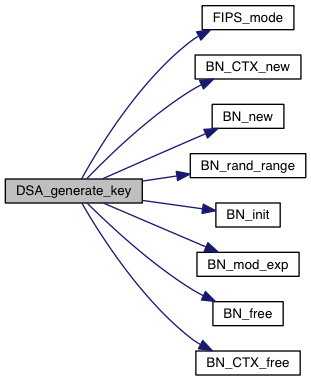 FIPS_mode
BN_CTX_new
BN_new
DSA_generate_key
BN_rand_range
BN_init
BN_mod_exp
BN_free
BN_CTX_free